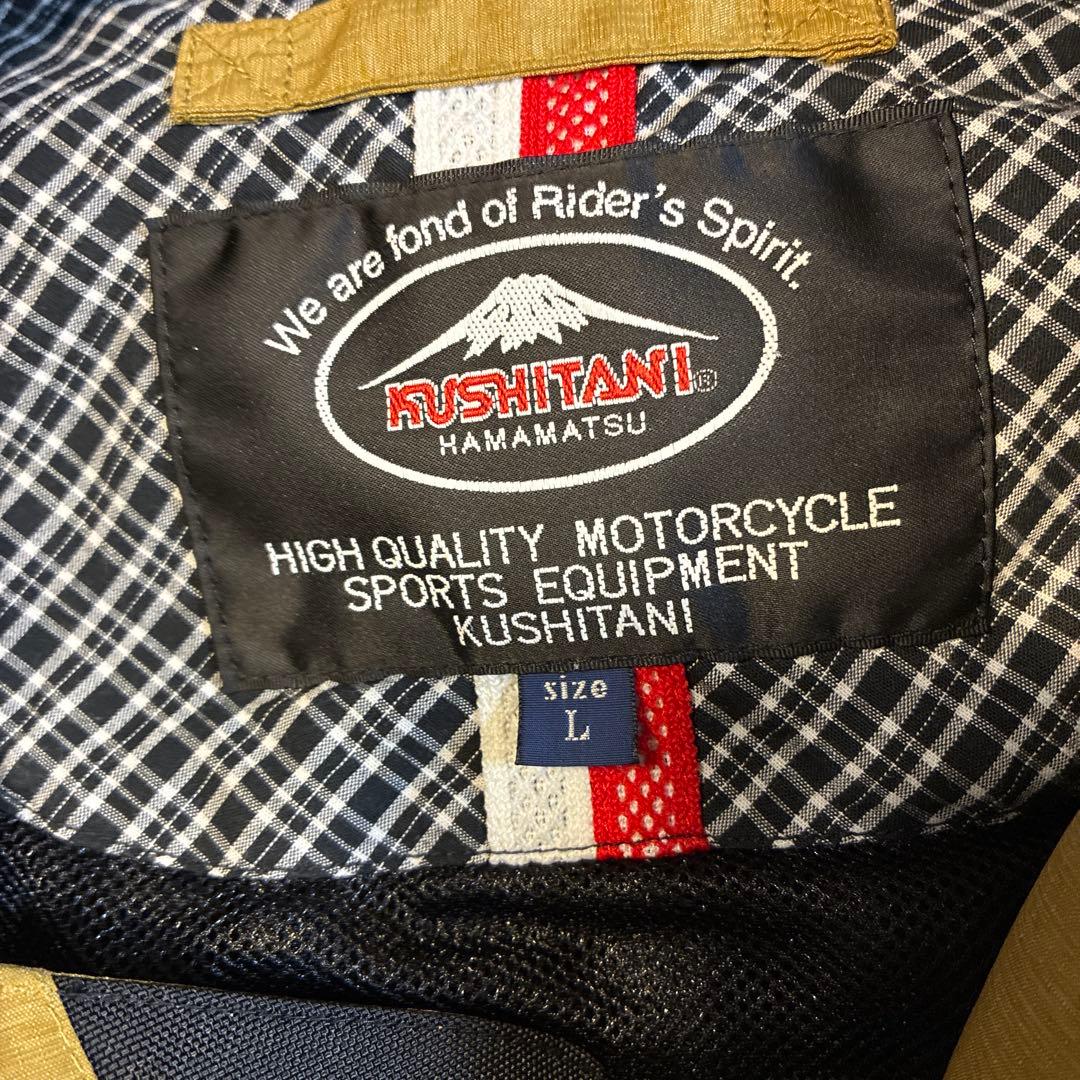 We are fond of Rider's Spirit.
KUSHITANI®
HAMAMATSU
HIGH QUALITY MOTORCYCLE
SPORTS EQUIPMENT
KUSHITANI
size
L